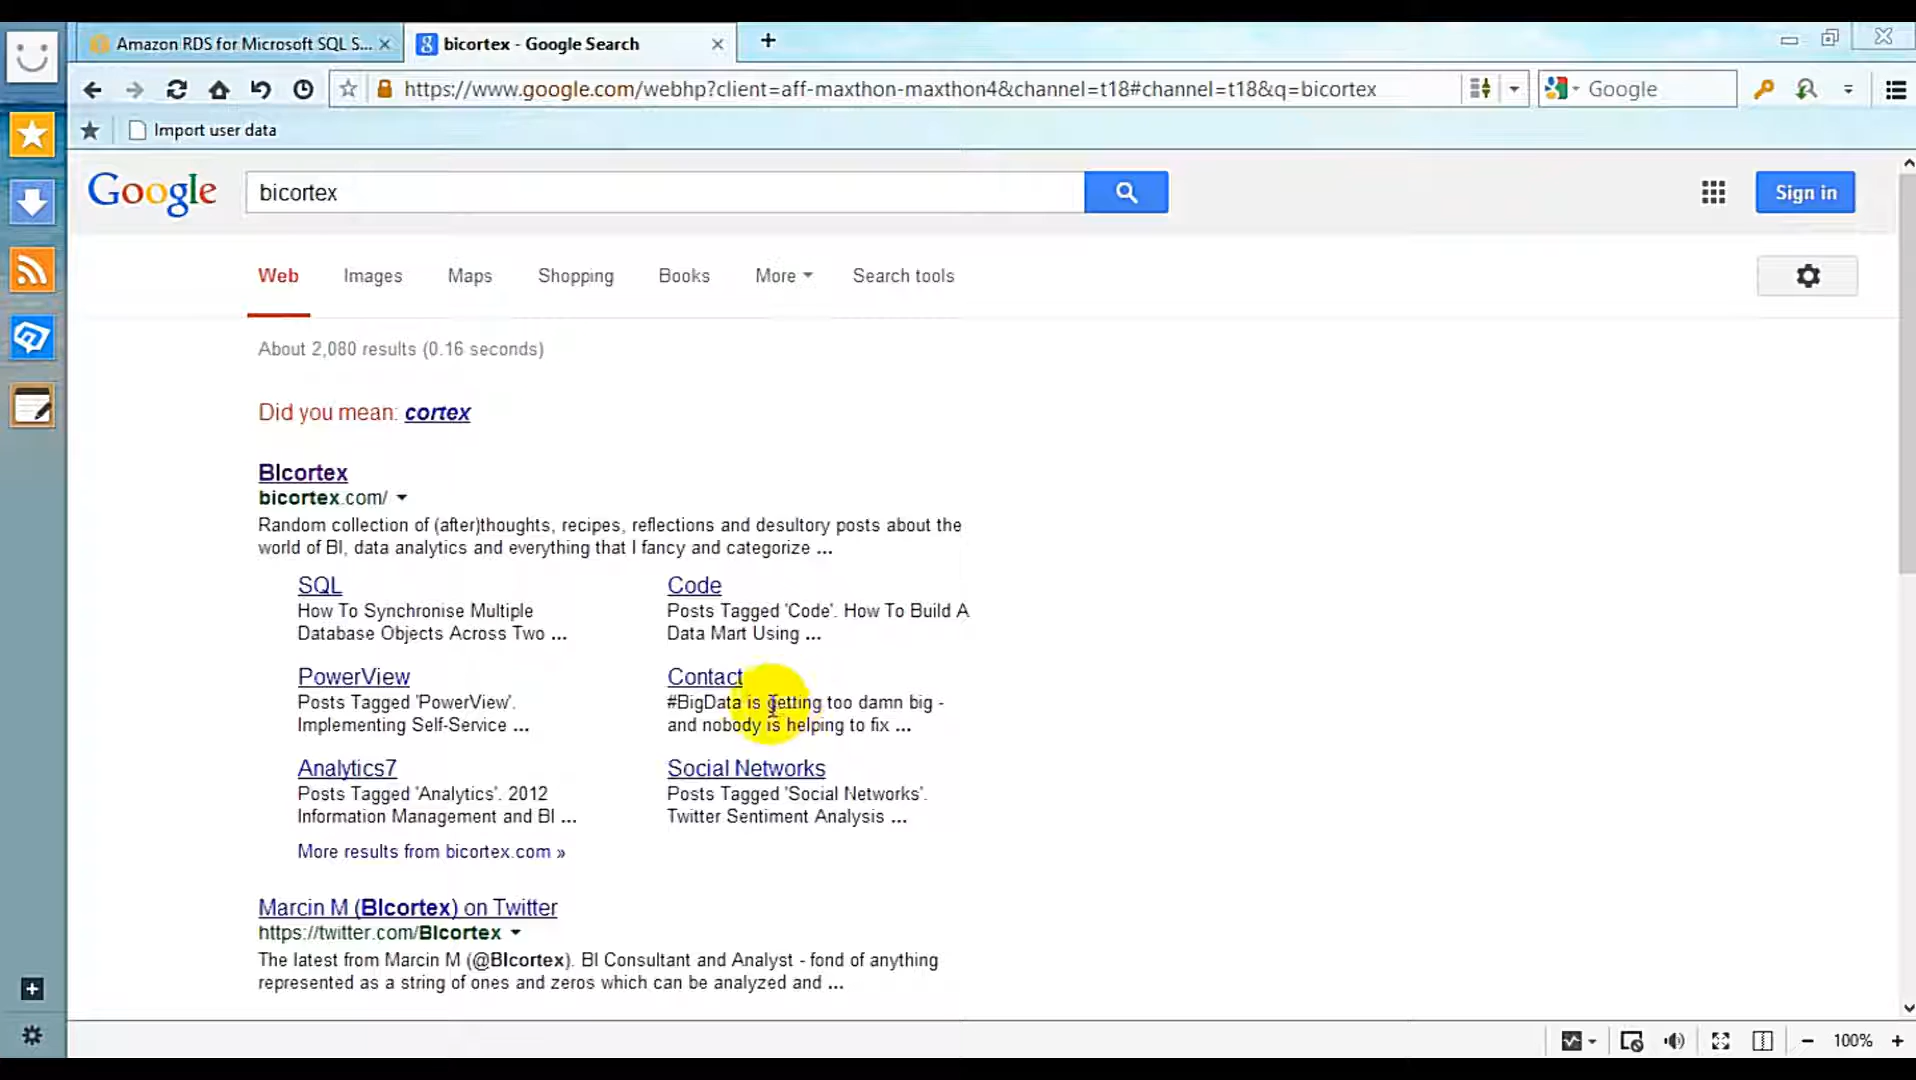 Amazon RDS for Microsoft SQL S...
bicortex - Google Search
https://www.google.com/webhp?client=aff-maxthon-maxthon4&channel=t18#channel=t18&q=bicortex
Google
Import user data
Google
bicortex
Sign in
Web
Images
Maps
Shopping
Books
More
Search tools
About 2,080 results (0.16 seconds)
Did you mean: cortex
BIcortex
bicortex.com/
Random collection of (after)thoughts, recipes, reflections and desultory posts about the
world of BI, data analytics and everything that I fancy and categorize ...
SQL
How To Synchronise Multiple
Database Objects Across Two ...
Code
Posts Tagged 'Code'. How To Build A
Data Mart Using ...
PowerView
Posts Tagged 'PowerView'.
Implementing Self-Service ...
Contact
#BigData is getting too damn big -
and nobody is helping to fix ...
Analytics7
Posts Tagged 'Analytics'. 2012
Information Management and BI ...
Social Networks
Posts Tagged 'Social Networks'.
Twitter Sentiment Analysis ...
More results from bicortex.com »
Marcin M (BIcortex) on Twitter
https://twitter.com/BIcortex
The latest from Marcin M (@BIcortex). BI Consultant and Analyst - fond of anything
represented as a string of ones and zeros which can be analyzed and ...
100%